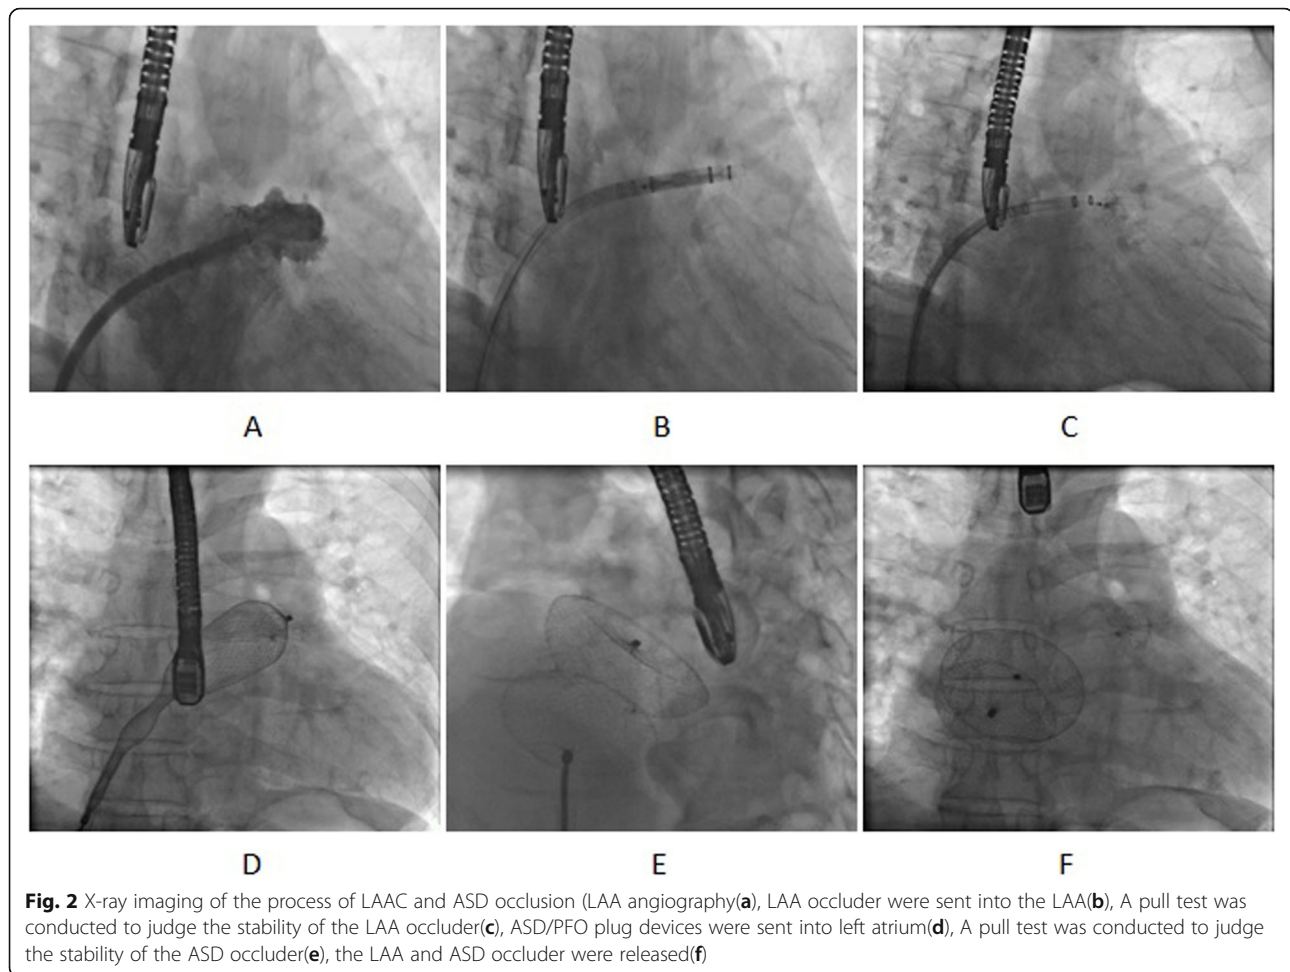 A
B
C
D
E
F
Fig. 2 X-ray imaging of the process of LAAC and ASD occlusion (LAA angiography(a), LAA occluder were sent into the LAA(b), A pull test was
conducted to judge the stability of the LAA occluder(c), ASD/PFO plug devices were sent into left atrium(d), A pull test was conducted to judge
the stability of the ASD occluder(e), the LAA and ASD occluder were released(f)